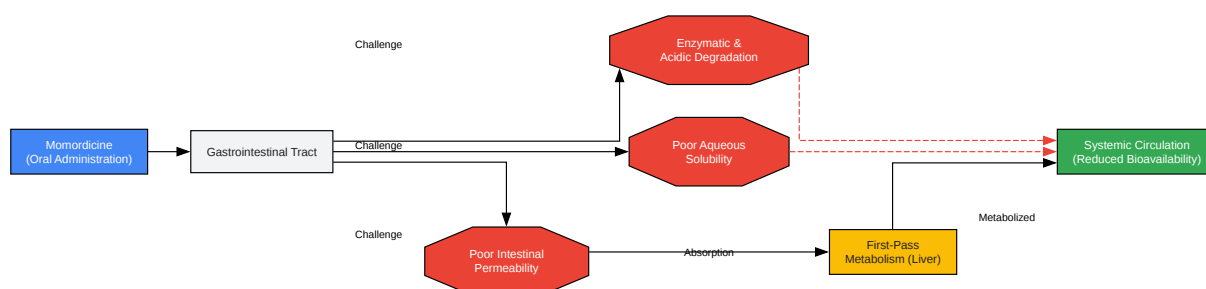 Challenge
Enzymatic &
Acidic Degradation
Momordicine
(Oral Administration)
Gastrointestinal Tract
Challenge
Poor Aqueous
Solubility
Systemic Circulation
(Reduced Bioavailability)
Challenge
Poor Intestinal
Permeability
Absorption
First-Pass
Metabolism (Liver)
Metabolized